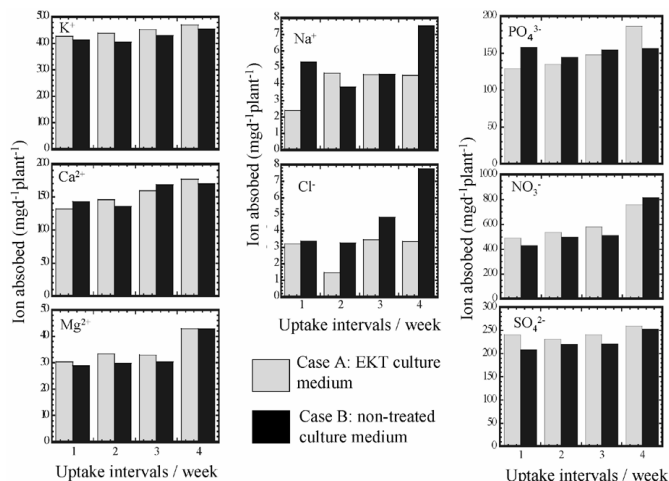 Ion absobed (mgd⁻¹plant⁻¹)
K⁺
500
400
300
200
100
0
Ca²⁺
200
150
100
50
0
Mg²⁺
50
40
30
20
10
0
1 2 3 4
Uptake intervals / week
Ion absobed (mgd⁻¹plant⁻¹)
Na⁺
8
7
6
5
4
3
2
1
0
Cl⁻
8
7
6
5
4
3
2
1
0
1 2 3 4
Uptake intervals / week
Case A: EKT culture
medium
Case B: non-treated
culture medium
Ion absobed (mgd⁻¹plant⁻¹)
PO₄³⁻
200
150
100
50
0
NO₃⁻
1000
800
600
400
200
0
SO₄²⁻
300
250
200
150
100
50
0
1 2 3 4
Uptake intervals / week